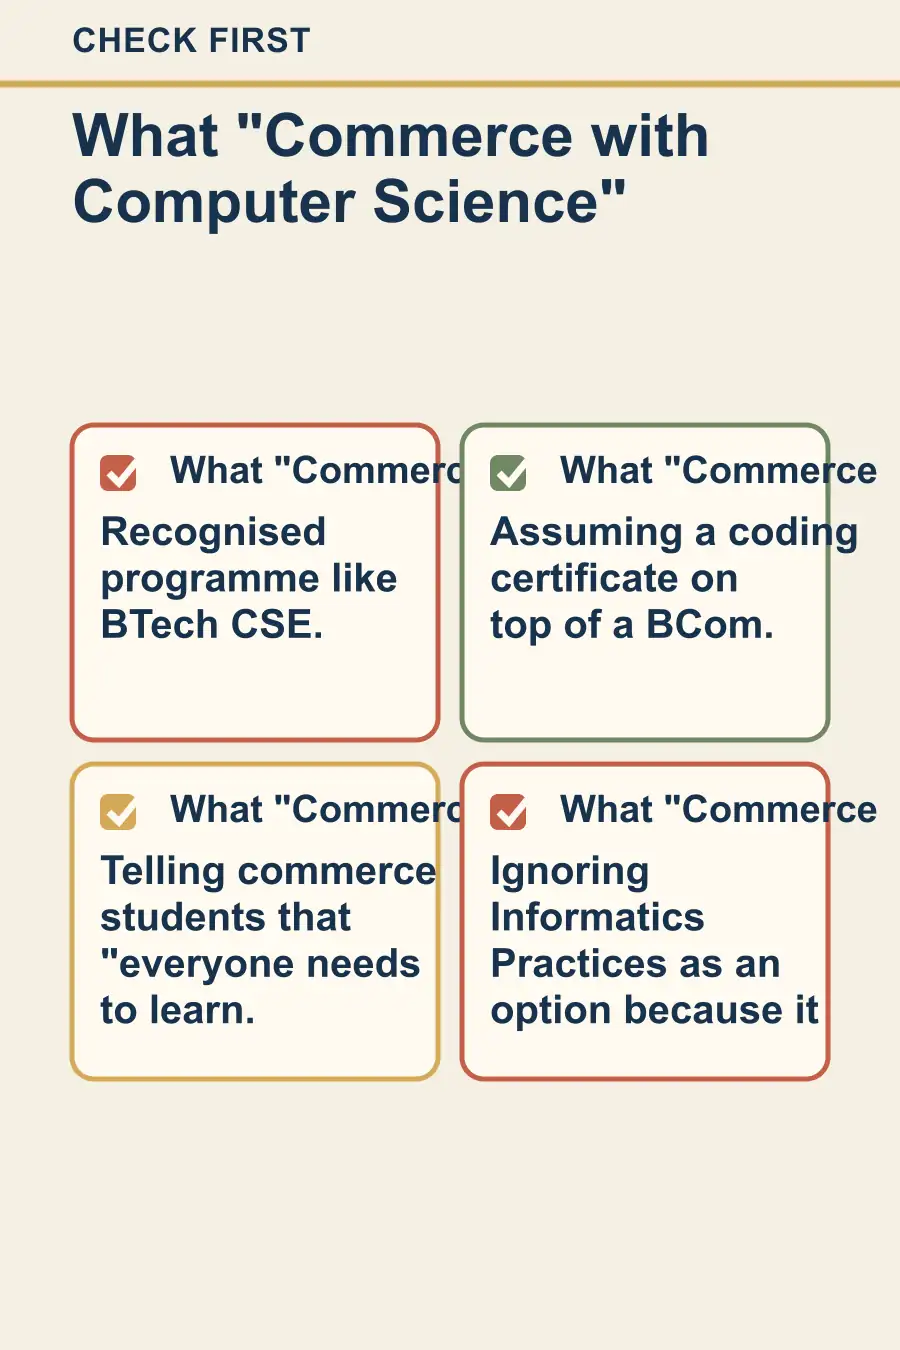 CHECK FIRST
What "Commerce with
Computer Science"
What "Commerc
Recognised
programme like
BTech CSE.
What "Commerce
Assuming a coding
certificate on
top of a BCom.
What "Commerc
Telling commerce
students that
"everyone needs
to learn.
What "Commerce
Ignoring
Informatics
Practices as an
option because it